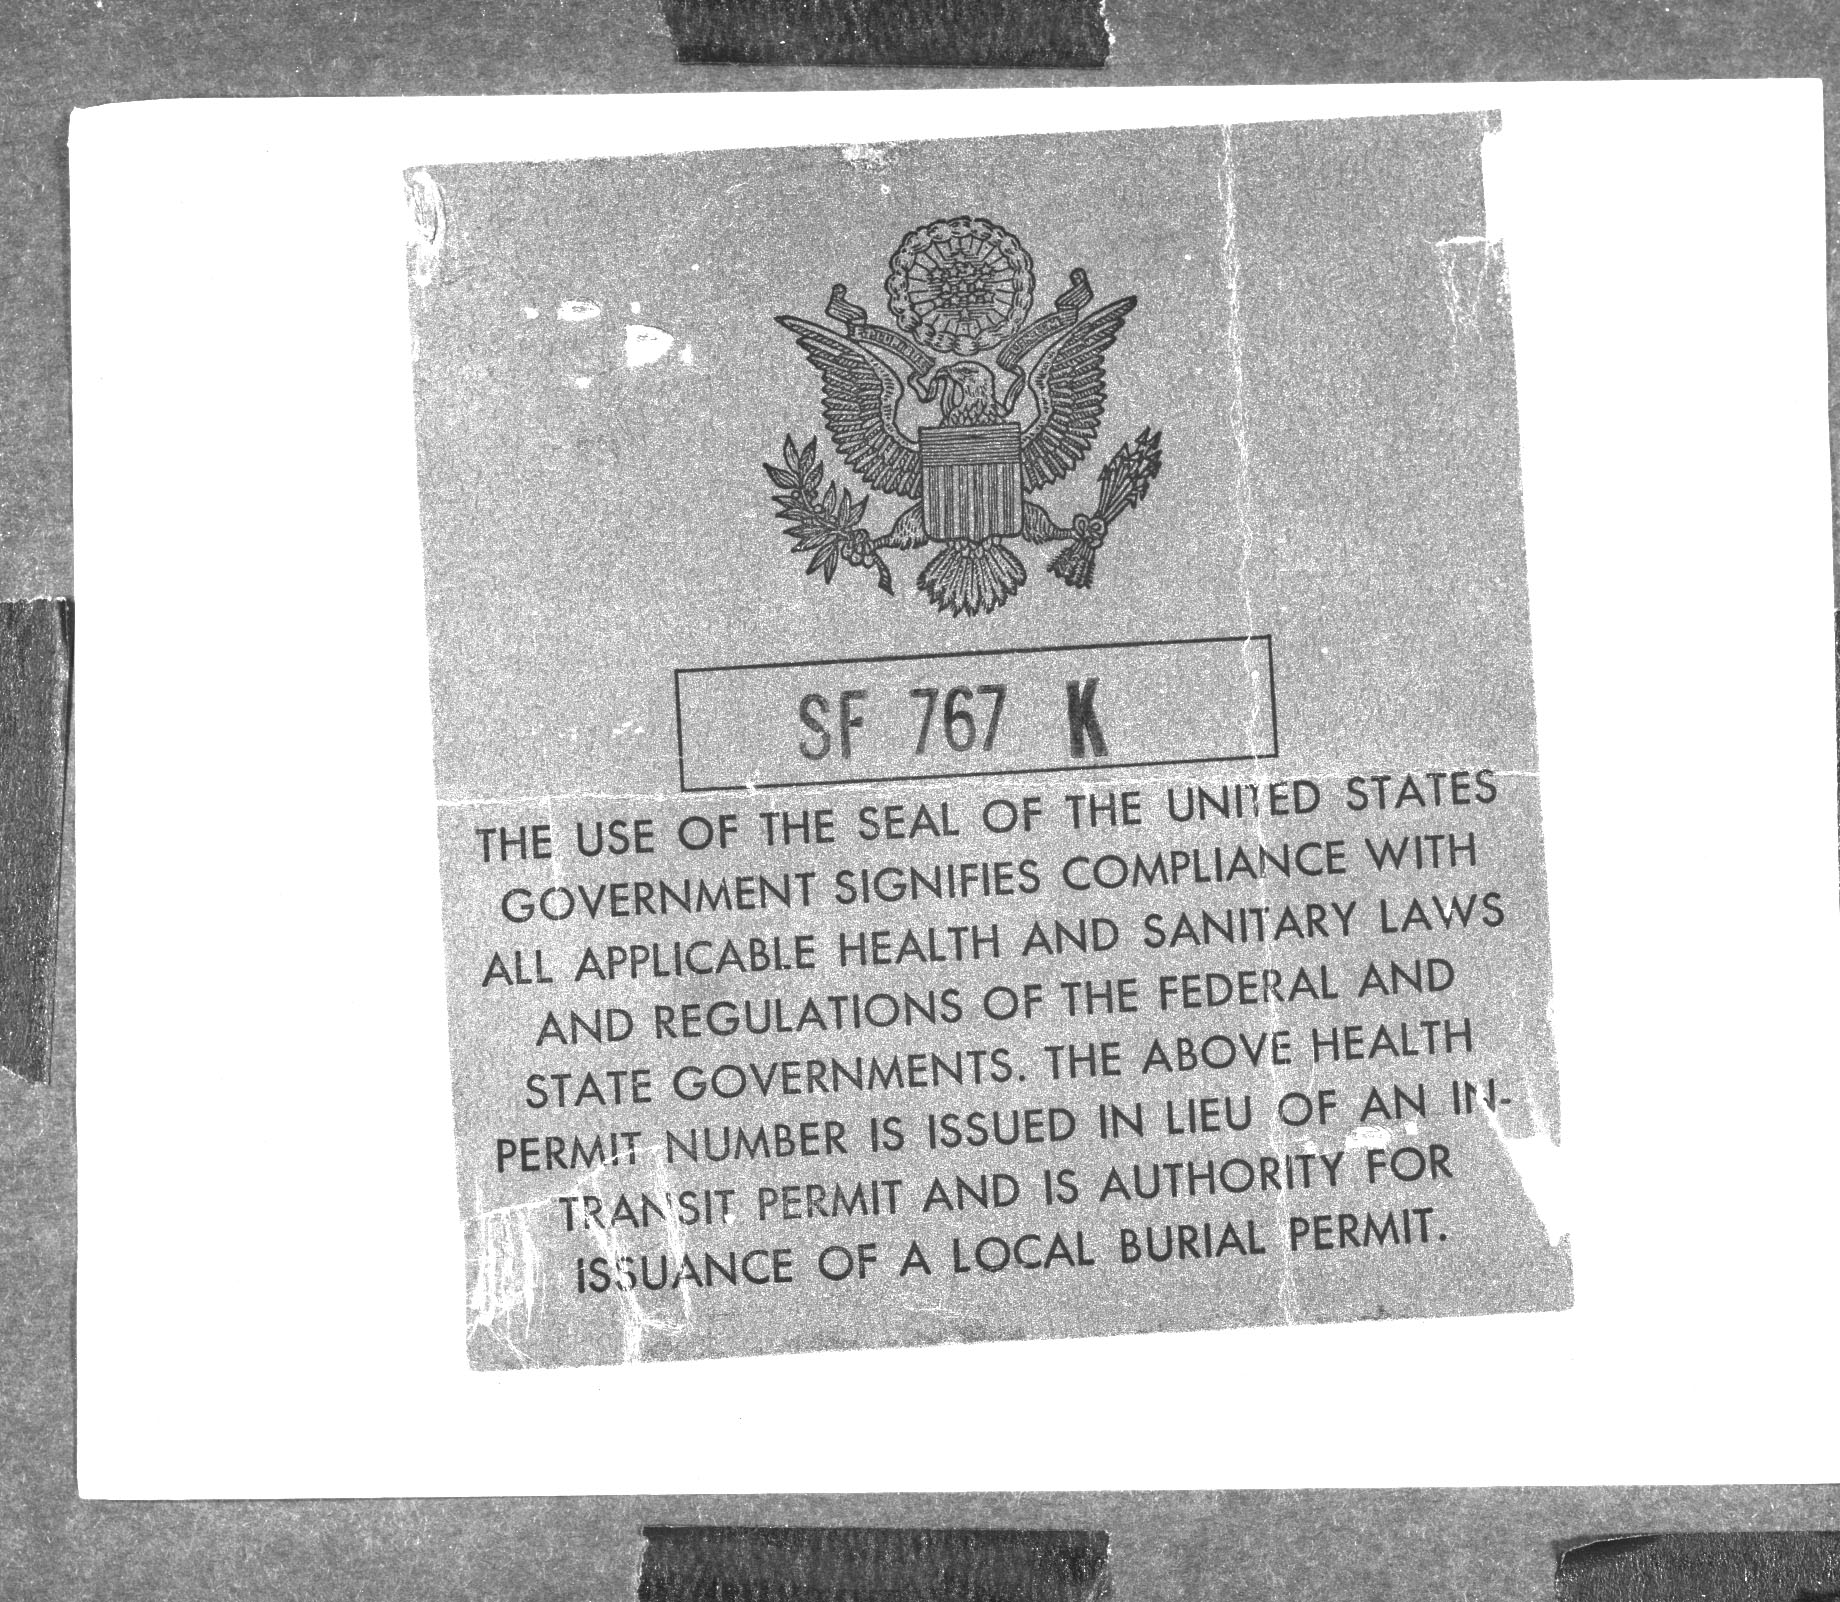 SF 767 K
THE USE OF THE SEAL OF THE UNITED STATES
GOVERNMENT SIGNIFIES COMPLIANCE WITH
ALL APPLICABLE HEALTH AND SANITARY LAWS
AND REGULATIONS OF THE FEDERAL AND
STATE GOVERNMENTS. THE ABOVE HEALTH
PERMIT NUMBER IS ISSUED IN LIEU OF AN IN-
TRANSIT PERMIT AND IS AUTHORITY FOR
ISSUANCE OF A LOCAL BURIAL PERMIT.